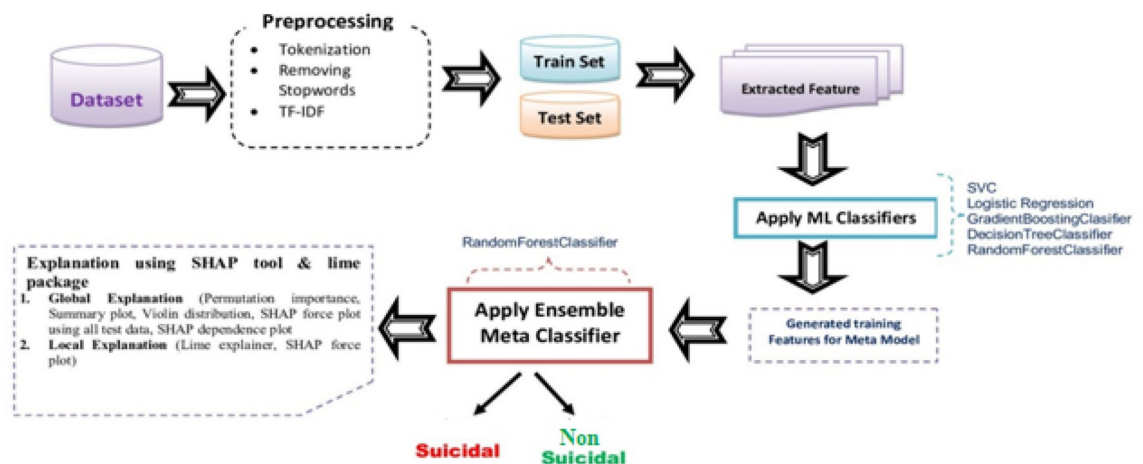 Dataset
Preprocessing
• Tokenization
• Removing
Stopwords
• TF-IDF
Train Set
Test Set
Extracted Feature
Apply ML Classifiers
SVC
Logistic Regression
GradientBoostingClasifier
DecisionTreeClassifier
RandomForestClassifier
Generated training
Features for Meta Model
RandomForestClassifier
Apply Ensemble
Meta Classifier
Suicidal
Non
Suicidal
Explanation using SHAP tool & lime
package
1. Global Explanation (Permutation importance,
Summary plot, Violin distribution, SHAP force plot
using all test data, SHAP dependence plot)
2. Local Explanation (Lime explainer, SHAP force
plot)